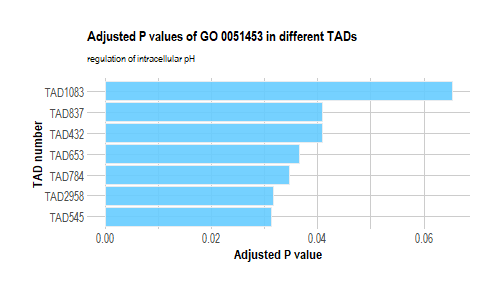 Adjusted P values of GO 0051453 in different TADs
regulation of intracellular pH
TAD1083
TAD837
TAD432
TAD653
TAD784
TAD2958
TAD545
TAD number
0.00 0.02 0.04 0.06
Adjusted P value